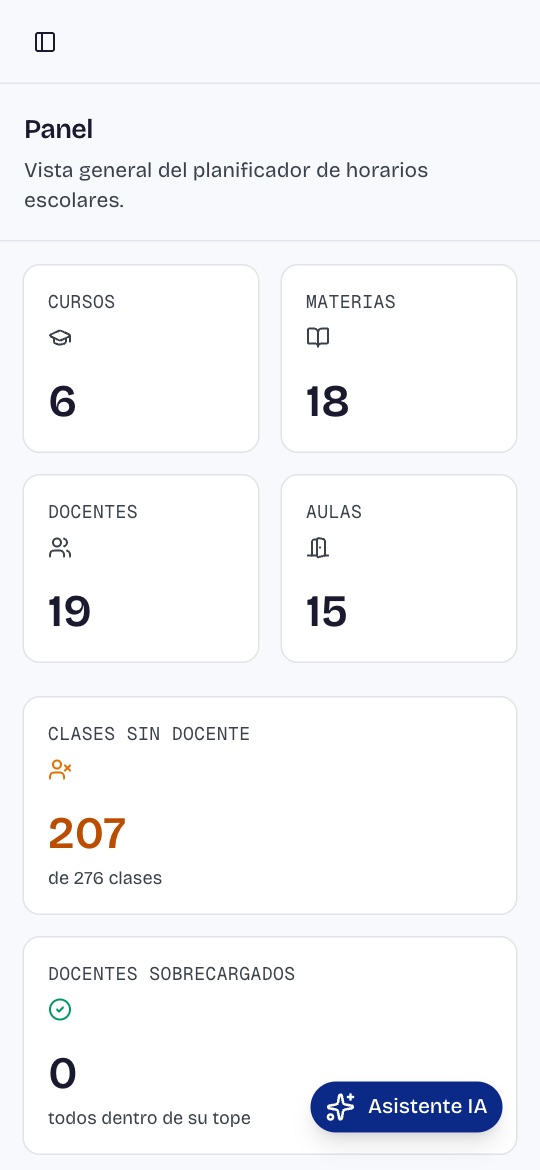 Panel
Vista general del planificador de horarios
escolares.
CURSOS
6
MATERIAS
18
DOCENTES
19
AULAS
15
CLASES SIN DOCENTE
207
de 276 clases
DOCENTES SOBRECARGADOS
0
todos dentro de su tope
Asistente IA